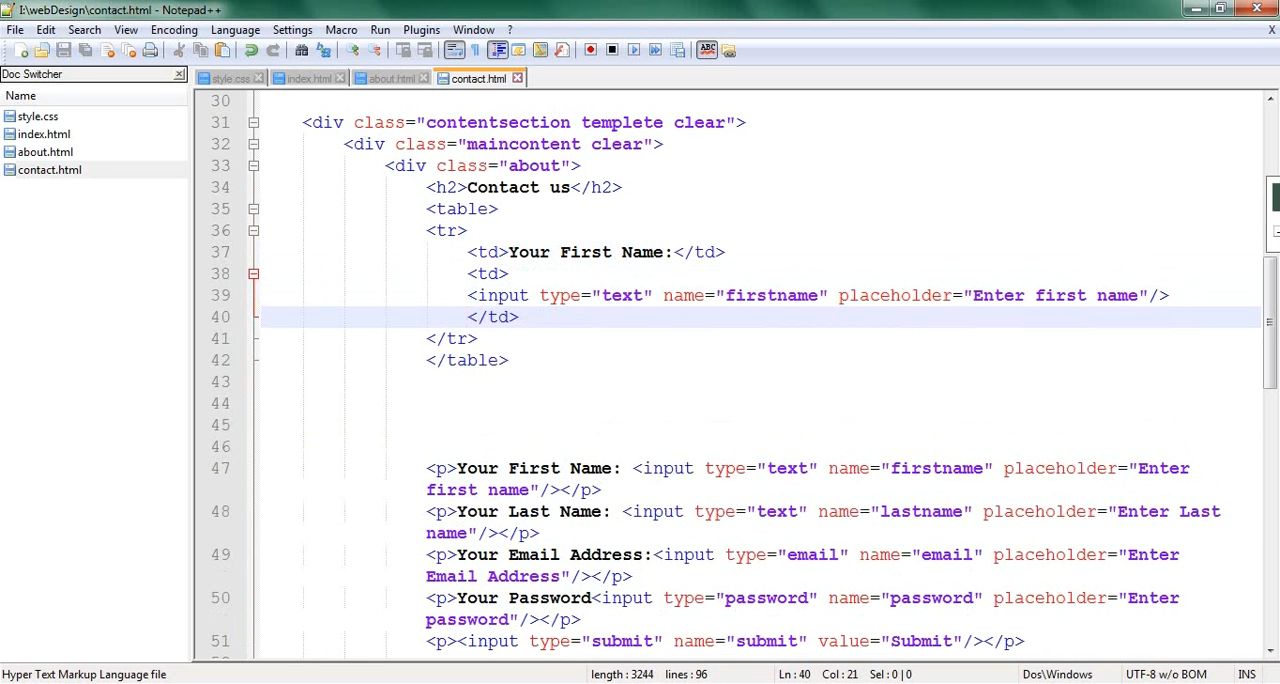 I:\webDesign\contact.html - Notepad++
File Edit Search View Encoding Language Settings Macro Run Plugins Window ? X
Doc Switcher
style.css index.html about.html contact.html
Name
style.css
index.html
about.html
contact.html
30
31 <div class="contentsection templete clear">
32 <div class="maincontent clear">
33 <div class="about">
34 <h2>Contact us</h2>
35 <table>
36 <tr>
37 <td>Your First Name:</td>
38 <td>
39 <input type="text" name="firstname" placeholder="Enter first name"/>
40 </td>
41 </tr>
42 </table>
43
44
45
46
47 <p>Your First Name: <input type="text" name="firstname" placeholder="Enter
first name"/></p>
48 <p>Your Last Name: <input type="text" name="lastname" placeholder="Enter Last
name"/></p>
49 <p>Your Email Address:<input type="email" name="email" placeholder="Enter
Email Address"/></p>
50 <p>Your Password<input type="password" name="password" placeholder="Enter
password"/></p>
51 <p><input type="submit" name="submit" value="Submit"/></p>
Hyper Text Markup Language file length : 3244 lines : 96 Ln : 40 Col : 21 Sel : 0 | 0 Dos\Windows UTF-8 w/o BOM INS